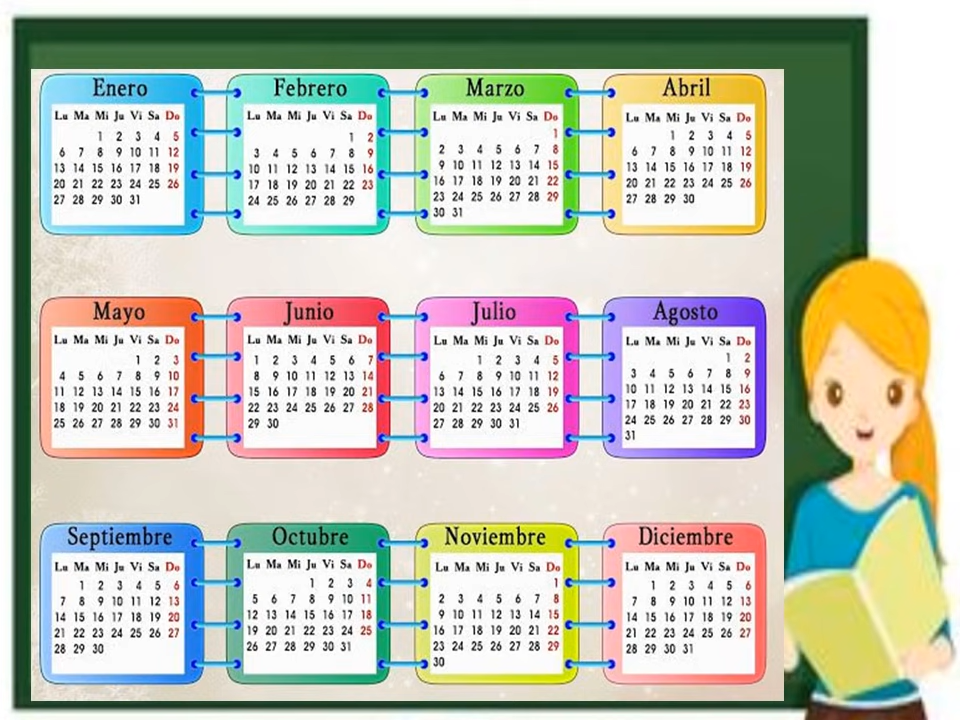 Enero
Lu Ma Mi Ju Vi Sa Do
1 2 3 4 5
6 7 8 9 10 11 12
13 14 15 16 17 18 19
20 21 22 23 24 25 26
27 28 29 30 31
Febrero
Lu Ma Mi Ju Vi Sa Do
1 2
3 4 5 6 7 8 9
10 11 12 13 14 15 16
17 18 19 20 21 22 23
24 25 26 27 28 29
Marzo
Lu Ma Mi Ju Vi Sa Do
1
2 3 4 5 6 7 8
9 10 11 12 13 14 15
16 17 18 19 20 21 22
23 24 25 26 27 28 29
30 31
Abril
Lu Ma Mi Ju Vi Sa Do
1 2 3 4 5
6 7 8 9 10 11 12
13 14 15 16 17 18 19
20 21 22 23 24 25 26
27 28 29 30
Mayo
Lu Ma Mi Ju Vi Sa Do
1 2 3
4 5 6 7 8 9 10
11 12 13 14 15 16 17
18 19 20 21 22 23 24
25 26 27 28 29 30 31
Junio
Lu Ma Mi Ju Vi Sa Do
1 2 3 4 5 6 7
8 9 10 11 12 13 14
15 16 17 18 19 20 21
22 23 24 25 26 27 28
29 30
Julio
Lu Ma Mi Ju Vi Sa Do
1 2 3 4 5
6 7 8 9 10 11 12
13 14 15 16 17 18 19
20 21 22 23 24 25 26
27 28 29 30 31
Agosto
Lu Ma Mi Ju Vi Sa Do
1 2
3 4 5 6 7 8 9
10 11 12 13 14 15 16
17 18 19 20 21 22 23
24 25 26 27 28 29 30
31
Septiembre
Lu Ma Mi Ju Vi Sa Do
1 2 3 4 5 6
7 8 9 10 11 12 13
14 15 16 17 18 19 20
21 22 23 24 25 26 27
28 29 30
Octubre
Lu Ma Mi Ju Vi Sa Do
1 2 3 4
5 6 7 8 9 10 11
12 13 14 15 16 17 18
19 20 21 22 23 24 25
26 27 28 29 30 31
Noviembre
Lu Ma Mi Ju Vi Sa Do
1
2 3 4 5 6 7 8
9 10 11 12 13 14 15
16 17 18 19 20 21 22
23 24 25 26 27 28 29
30
Diciembre
Lu Ma Mi Ju Vi Sa Do
1 2 3 4 5 6
7 8 9 10 11 12 13
14 15 16 17 18 19 20
21 22 23 24 25 26 27
28 29 30 31